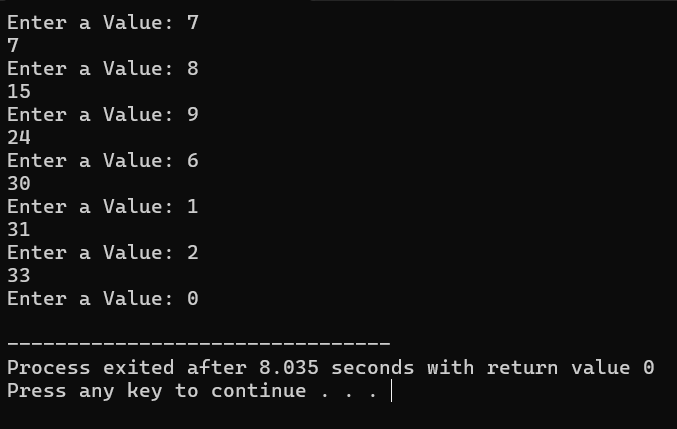 Enter a Value: 7
7
Enter a Value: 8
15
Enter a Value: 9
24
Enter a Value: 6
30
Enter a Value: 1
31
Enter a Value: 2
33
Enter a Value: 0
--------------------------------
Process exited after 8.035 seconds with return value 0
Press any key to continue . . .